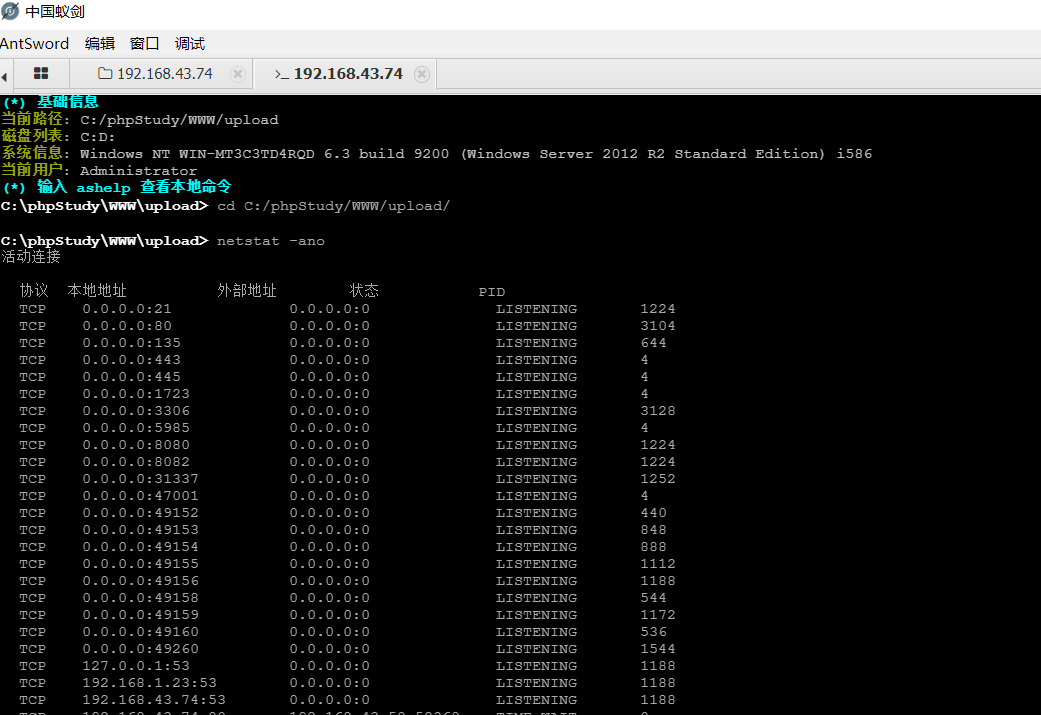 中国蚁剑
AntSword 编辑 窗口 调试
192.168.43.74 >_ 192.168.43.74
(*) 基础信息
当前路径: C:/phpStudy/WWW/upload
磁盘列表: C:D:
系统信息: Windows NT WIN-MT3C3TD4RQD 6.3 build 9200 (Windows Server 2012 R2 Standard Edition) i586
当前用户: Administrator
(*) 输入 ashelp 查看本地命令
C:\phpStudy\WWW\upload> cd C:/phpStudy/WWW/upload/
C:\phpStudy\WWW\upload> netstat -ano
活动连接
协议 本地地址 外部地址 状态 PID
TCP 0.0.0.0:21 0.0.0.0:0 LISTENING 1224
TCP 0.0.0.0:80 0.0.0.0:0 LISTENING 3104
TCP 0.0.0.0:135 0.0.0.0:0 LISTENING 644
TCP 0.0.0.0:443 0.0.0.0:0 LISTENING 4
TCP 0.0.0.0:445 0.0.0.0:0 LISTENING 4
TCP 0.0.0.0:1723 0.0.0.0:0 LISTENING 4
TCP 0.0.0.0:3306 0.0.0.0:0 LISTENING 3128
TCP 0.0.0.0:5985 0.0.0.0:0 LISTENING 4
TCP 0.0.0.0:8080 0.0.0.0:0 LISTENING 1224
TCP 0.0.0.0:8082 0.0.0.0:0 LISTENING 1224
TCP 0.0.0.0:31337 0.0.0.0:0 LISTENING 1252
TCP 0.0.0.0:47001 0.0.0.0:0 LISTENING 4
TCP 0.0.0.0:49152 0.0.0.0:0 LISTENING 440
TCP 0.0.0.0:49153 0.0.0.0:0 LISTENING 848
TCP 0.0.0.0:49154 0.0.0.0:0 LISTENING 888
TCP 0.0.0.0:49155 0.0.0.0:0 LISTENING 1112
TCP 0.0.0.0:49156 0.0.0.0:0 LISTENING 1188
TCP 0.0.0.0:49158 0.0.0.0:0 LISTENING 544
TCP 0.0.0.0:49159 0.0.0.0:0 LISTENING 1172
TCP 0.0.0.0:49160 0.0.0.0:0 LISTENING 536
TCP 0.0.0.0:49260 0.0.0.0:0 LISTENING 1544
TCP 127.0.0.1:53 0.0.0.0:0 LISTENING 1188
TCP 192.168.1.23:53 0.0.0.0:0 LISTENING 1188
TCP 192.168.43.74:53 0.0.0.0:0 LISTENING 1188